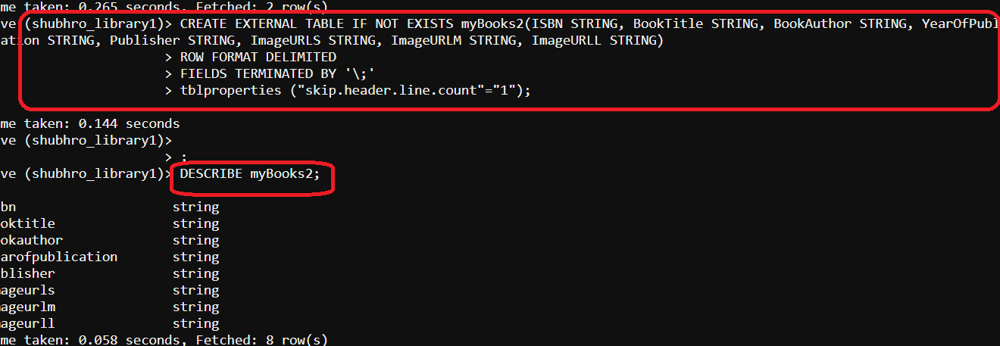 me taken: 0.265 seconds, Fetched: 2 row(s)
ve (shubhro_library1)> CREATE EXTERNAL TABLE IF NOT EXISTS myBooks2(ISBN STRING, BookTitle STRING, BookAuthor STRING, YearOfPubl
ation STRING, Publisher STRING, ImageURLS STRING, ImageURLM STRING, ImageURLL STRING)
> ROW FORMAT DELIMITED
> FIELDS TERMINATED BY '\;'
> tblproperties ("skip.header.line.count"="1");
me taken: 0.144 seconds
ve (shubhro_library1)>
> ;
ve (shubhro_library1)> DESCRIBE myBooks2;
bn string
oktitle string
okauthor string
arofpublication string
blisher string
ageurls string
ageurlm string
ageurll string
me taken: 0.058 seconds, Fetched: 8 row(s)